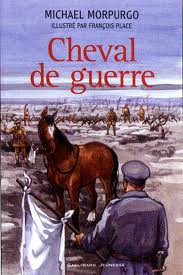 MICHAEL MORPURGO
ILLUSTRÉ PAR FRANÇOIS PLACE
Cheval
de guerre
GALLIMARD JEUNESSE